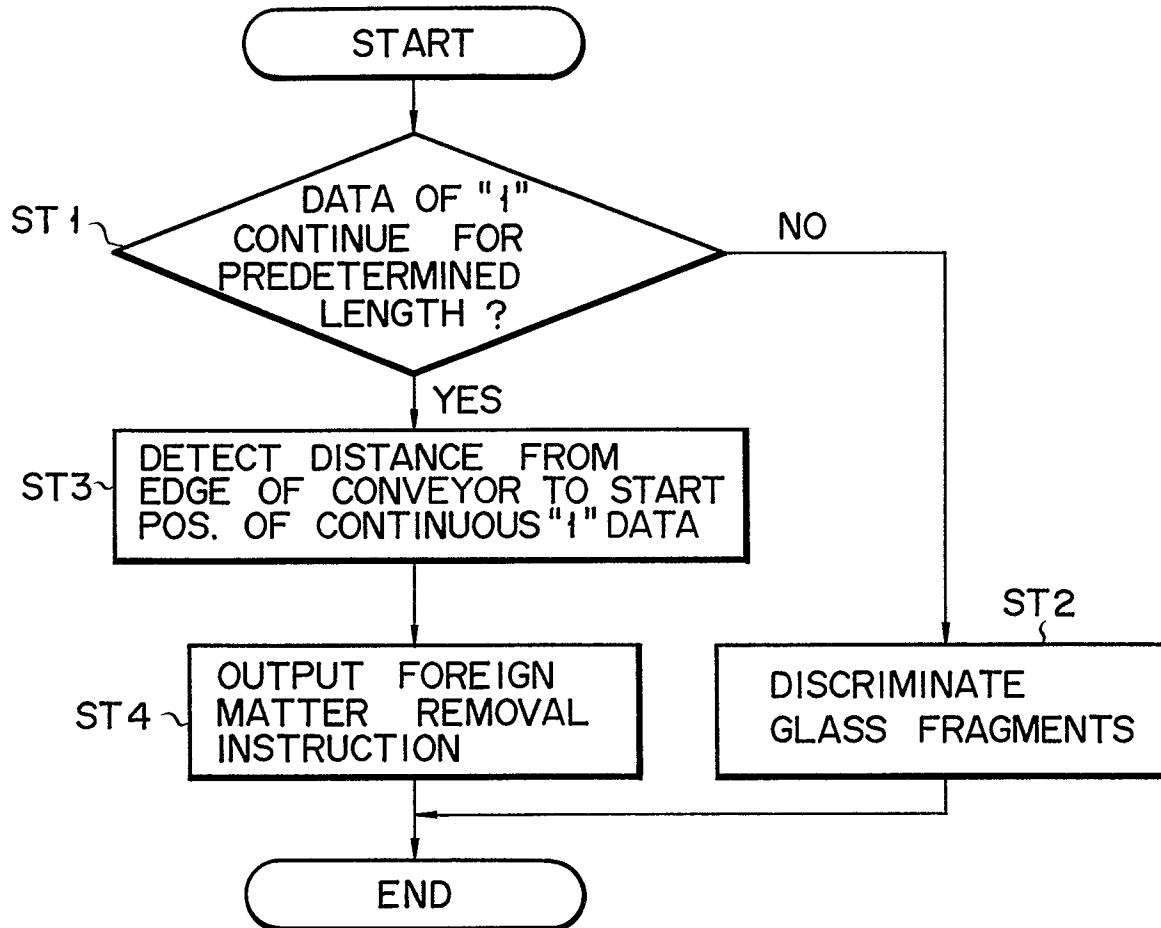 START
ST1
DATA OF "1"
CONTINUE FOR
PREDETERMINED
LENGTH ?
NO
YES
ST3
DETECT DISTANCE FROM
EDGE OF CONVEYOR TO START
POS. OF CONTINUOUS "1" DATA
ST2
DISCRIMINATE
GLASS FRAGMENTS
ST4
OUTPUT FOREIGN
MATTER REMOVAL
INSTRUCTION
END